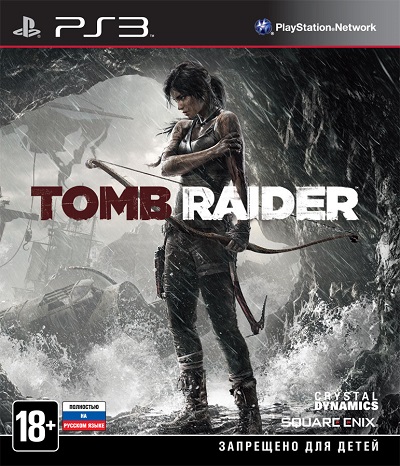 PS3
PlayStation Network
TOMB RAIDER
CRYSTAL
DYNAMICS
ПОЛНОСТЬЮ
НА
РУССКОМ ЯЗЫКЕ
SQUARE ENIX
18+
ЗАПРЕЩЕНО ДЛЯ ДЕТЕЙ